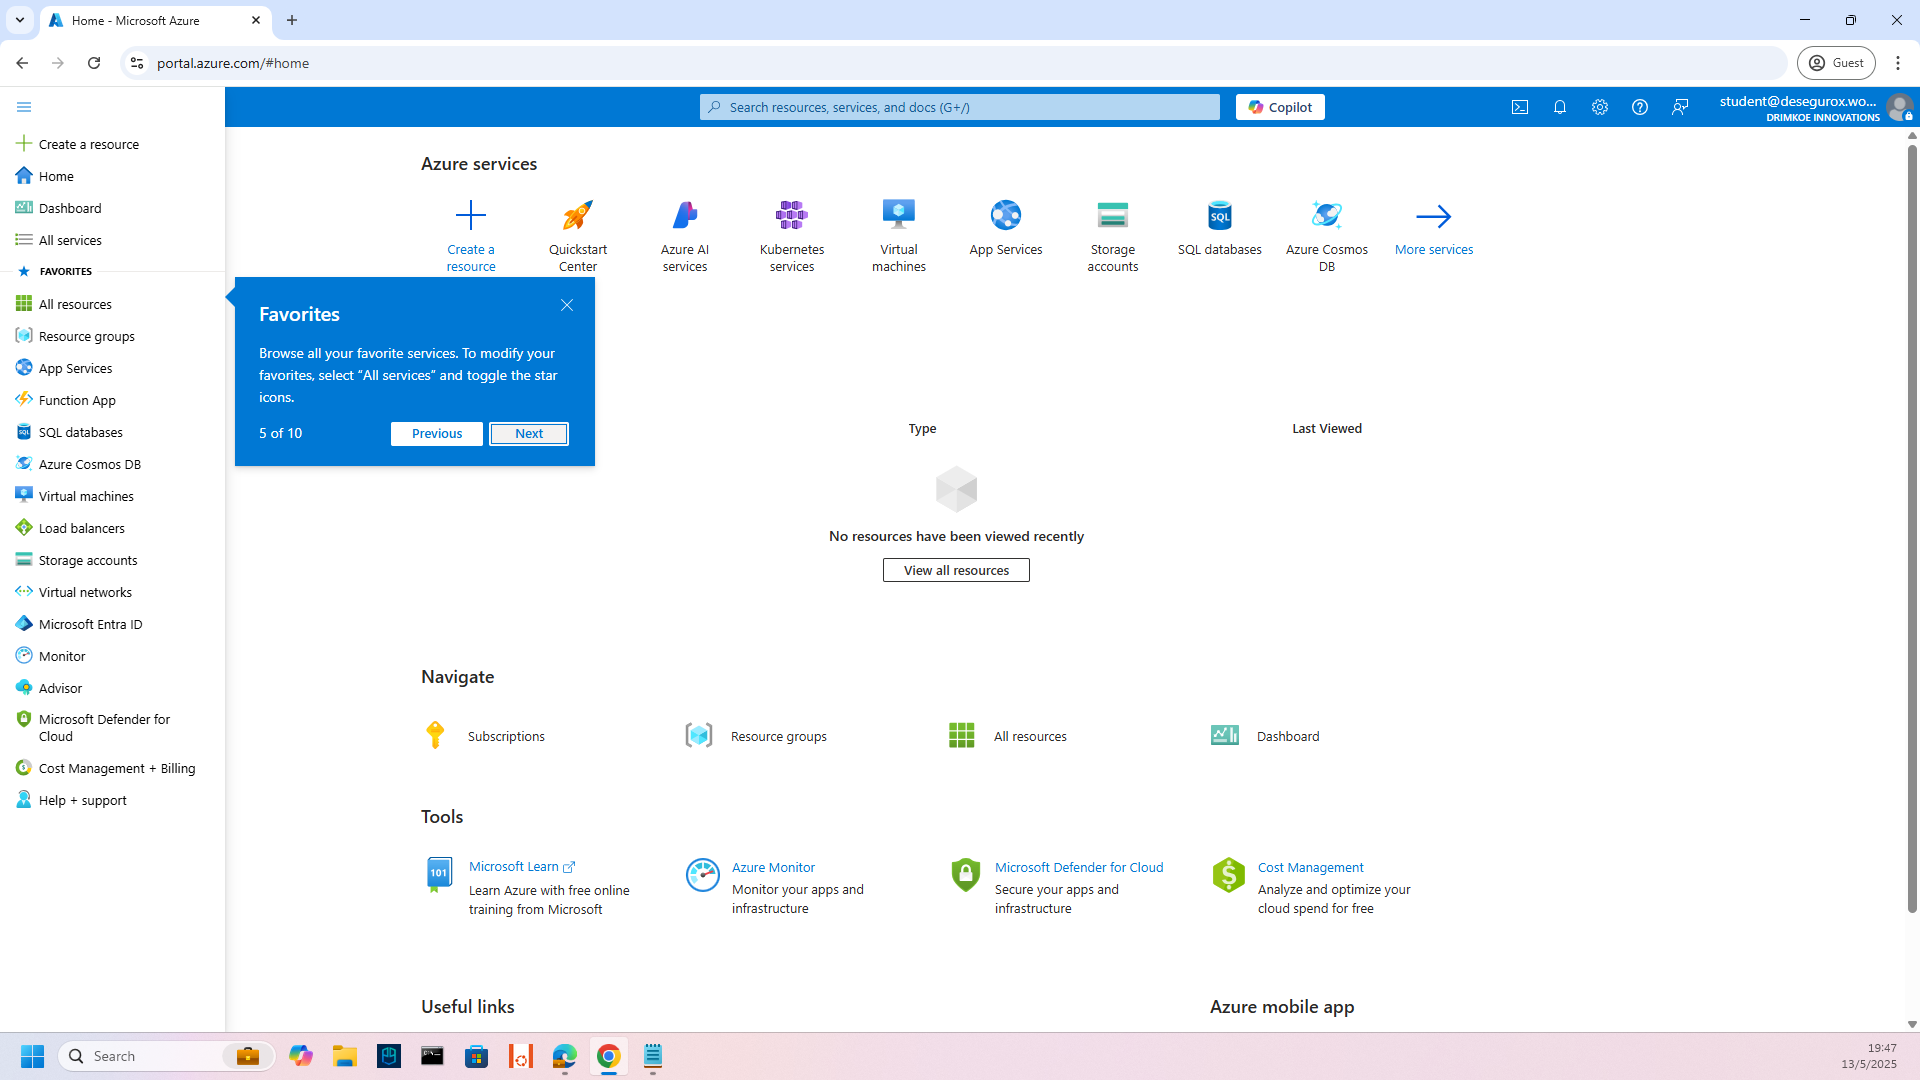 Home - Microsoft Azure
portal.azure.com/#home
Guest
Search resources, services, and docs (G+/)
Copilot
student@desegurox.wo...
DRIMKOE INNOVATIONS
Create a resource
Home
Dashboard
All services
FAVORITES
All resources
Resource groups
App Services
Function App
SQL databases
Azure Cosmos DB
Virtual machines
Load balancers
Storage accounts
Virtual networks
Microsoft Entra ID
Monitor
Advisor
Microsoft Defender for
Cloud
Cost Management + Billing
Help + support
Azure services
Create a
resource
Quickstart
Center
Azure AI
services
Kubernetes
services
Virtual
machines
App Services
Storage
accounts
SQL
SQL databases
Azure Cosmos
DB
More services
Favorites
Browse all your favorite services. To modify your
favorites, select “All services” and toggle the star
icons.
5 of 10
Previous
Next
Type
Last Viewed
No resources have been viewed recently
View all resources
Navigate
Subscriptions
Resource groups
All resources
Dashboard
Tools
101
Microsoft Learn
Learn Azure with free online
training from Microsoft
Azure Monitor
Monitor your apps and
infrastructure
Microsoft Defender for Cloud
Secure your apps and
infrastructure
Cost Management
Analyze and optimize your
cloud spend for free
Useful links
Azure mobile app
Search
19:47
13/5/2025